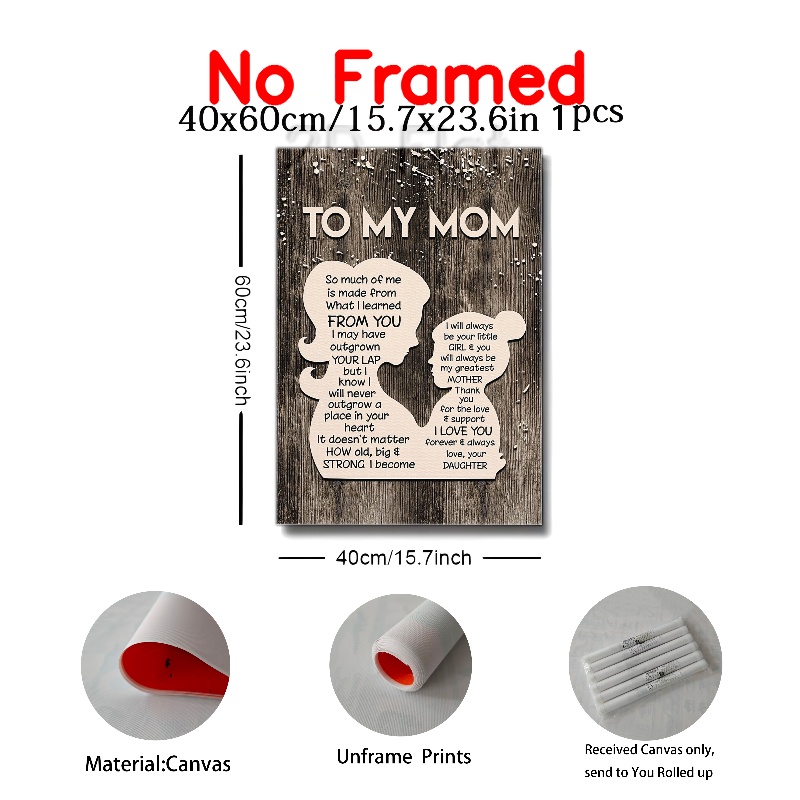 No Framed
40x60cm/15.7x23.6in 1pcs
60cm/23.6inch
TO MY MOM
So much of me
is made from
What I learned
FROM YOU
I may have
outgrown
YOUR LAP
but I
know I
will never
outgrow a
place in your
heart
It doesn't matter
HOW old, big &
STRONG I become
I will always
be your little
GIRL & you
will always be
my greatest
MOTHER
Thank
you
for the love
& support
I LOVE YOU
forever & always
love, your
DAUGHTER
40cm/15.7inch
Material:Canvas
Unframe Prints
Received Canvas only,
send to You Rolled up